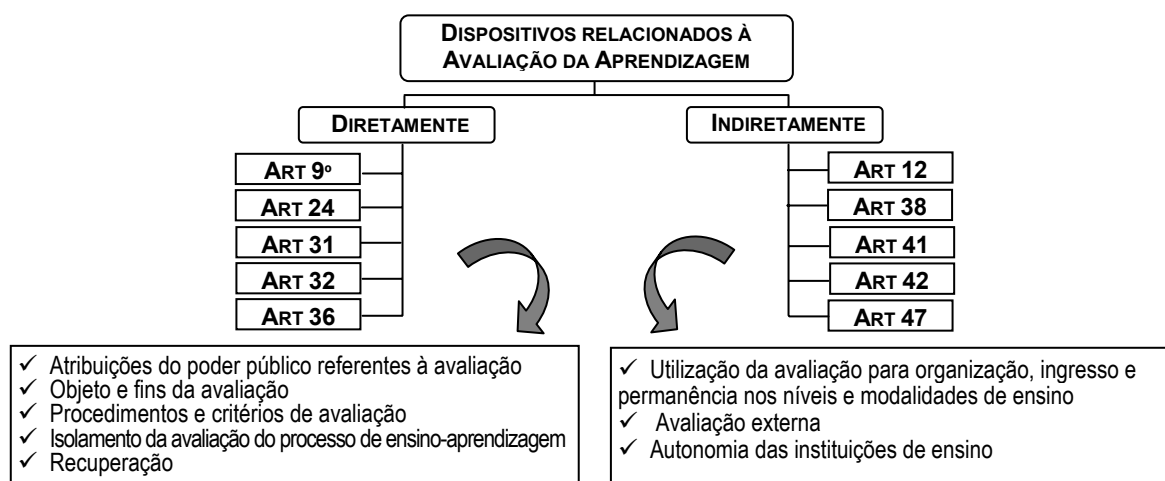 DISPOSITIVOS RELACIONADOS À
AVALIAÇÃO DA APRENDIZAGEM
DIRETAMENTE
ART 9º
ART 24
ART 31
ART 32
ART 36
INDIRETAMENTE
ART 12
ART 38
ART 41
ART 42
ART 47
✓ Atribuições do poder público referentes à avaliação
✓ Objeto e fins da avaliação
✓ Procedimentos e critérios de avaliação
✓ Isolamento da avaliação do processo de ensino-aprendizagem
✓ Recuperação
✓ Utilização da avaliação para organização, ingresso e
permanência nos níveis e modalidades de ensino
✓ Avaliação externa
✓ Autonomia das instituições de ensino